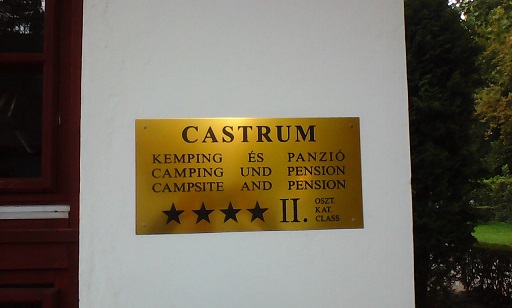 CASTRUM
KEMPING ÉS PANZIÓ
CAMPING UND PENSION
CAMPSITE AND PENSION
★★★★ II. OSZT.
KAT.
CLASS